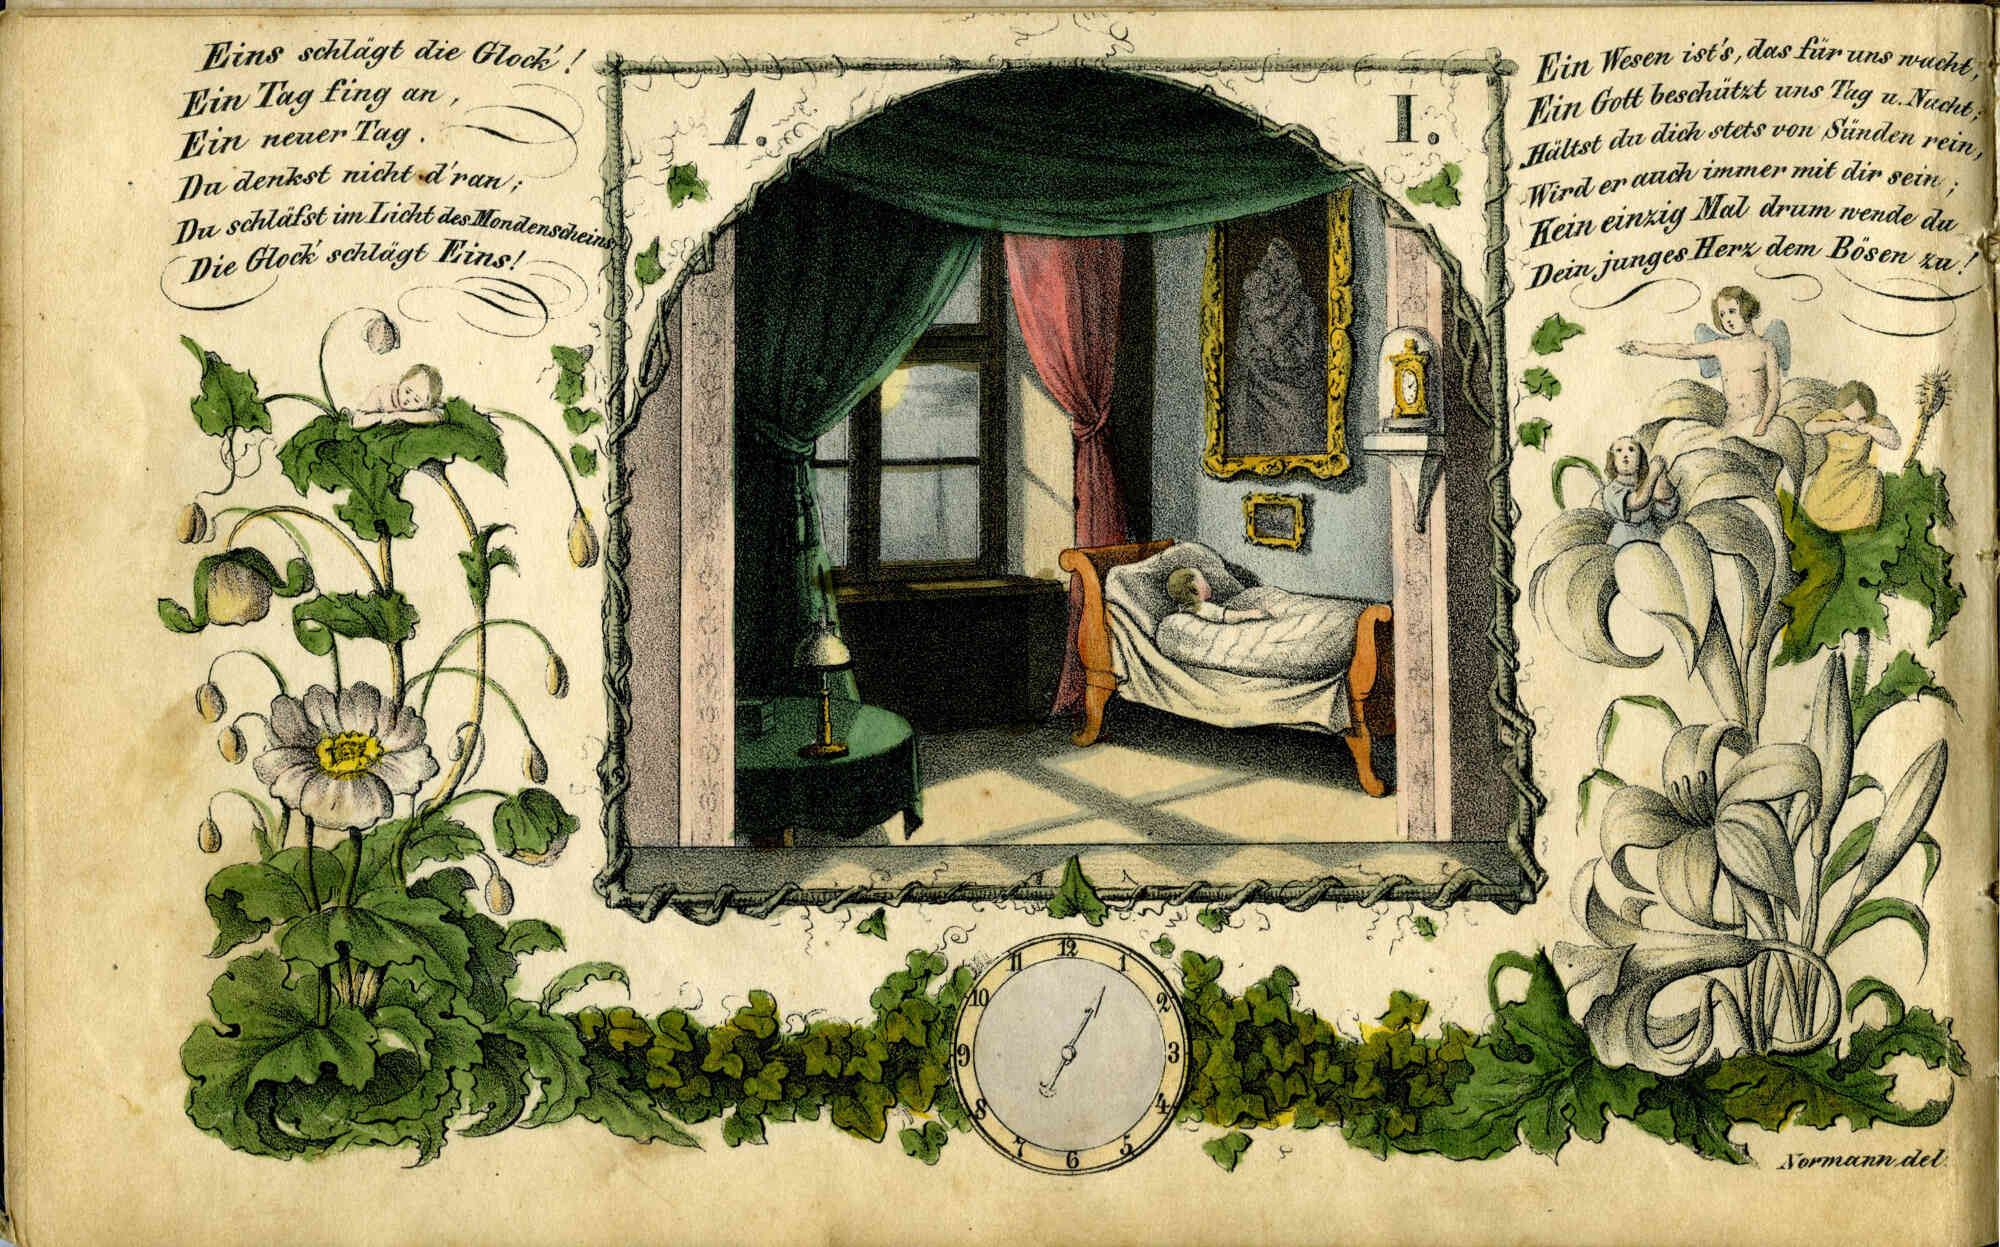 Eins schlägt die Glock'!
Ein Tag fing an,
Ein neuer Tag.
Du denkst nicht d'ran;
Du schläfst im Licht des Mondenscheins
Die Glock' schlägt Eins!
1.
I.
Ein Wesen ist's, das für uns wacht,
Ein Gott beschützt uns Tag u. Nacht;
Hältst du dich stets von Sünden rein,
Wird er auch immer mit dir sein;
Kein einzig Mal drum wende du
Dein junges Herz dem Bösen zu!
12
1
2
3
4
5
6
7
8
9
10
11
Normann del.